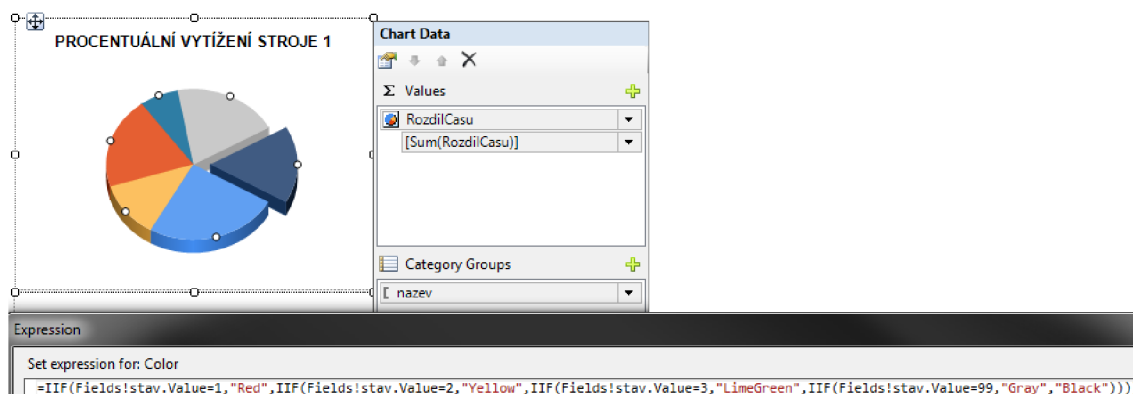 PROCENTUÁLNÍ VYTÍŽENÍ STROJE 1
Chart Data
Σ Values
RozdilCasu
[Sum(RozdilCasu)]
Category Groups
nazev
Expression
Set expression for: Color
=IIF(Fields!stav.Value=1,"Red",IIF(Fields!stav.Value=2,"Yellow",IIF(Fields!stav.Value=3,"LimeGreen",IIF(Fields!stav.Value=99,"Gray","Black"))))